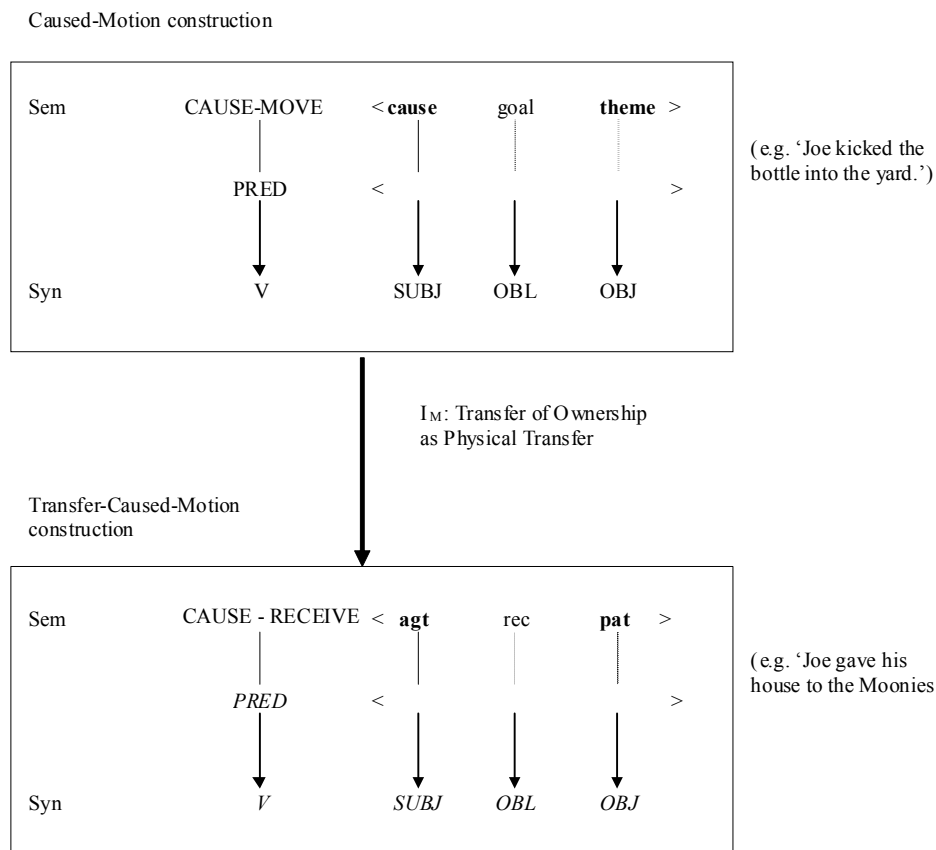 Caused-Motion construction
Sem CAUSE-MOVE < cause goal theme >
(e.g. ‘Joe kicked the
bottle into the yard.’)
PRED < >
Syn V SUBJ OBL OBJ
IM: Transfer of Ownership
as Physical Transfer
Transfer-Caused-Motion
construction
Sem CAUSE - RECEIVE < agt rec pat >
(e.g. ‘Joe gave his
house to the Moonies
PRED < >
Syn V SUBJ OBL OBJ